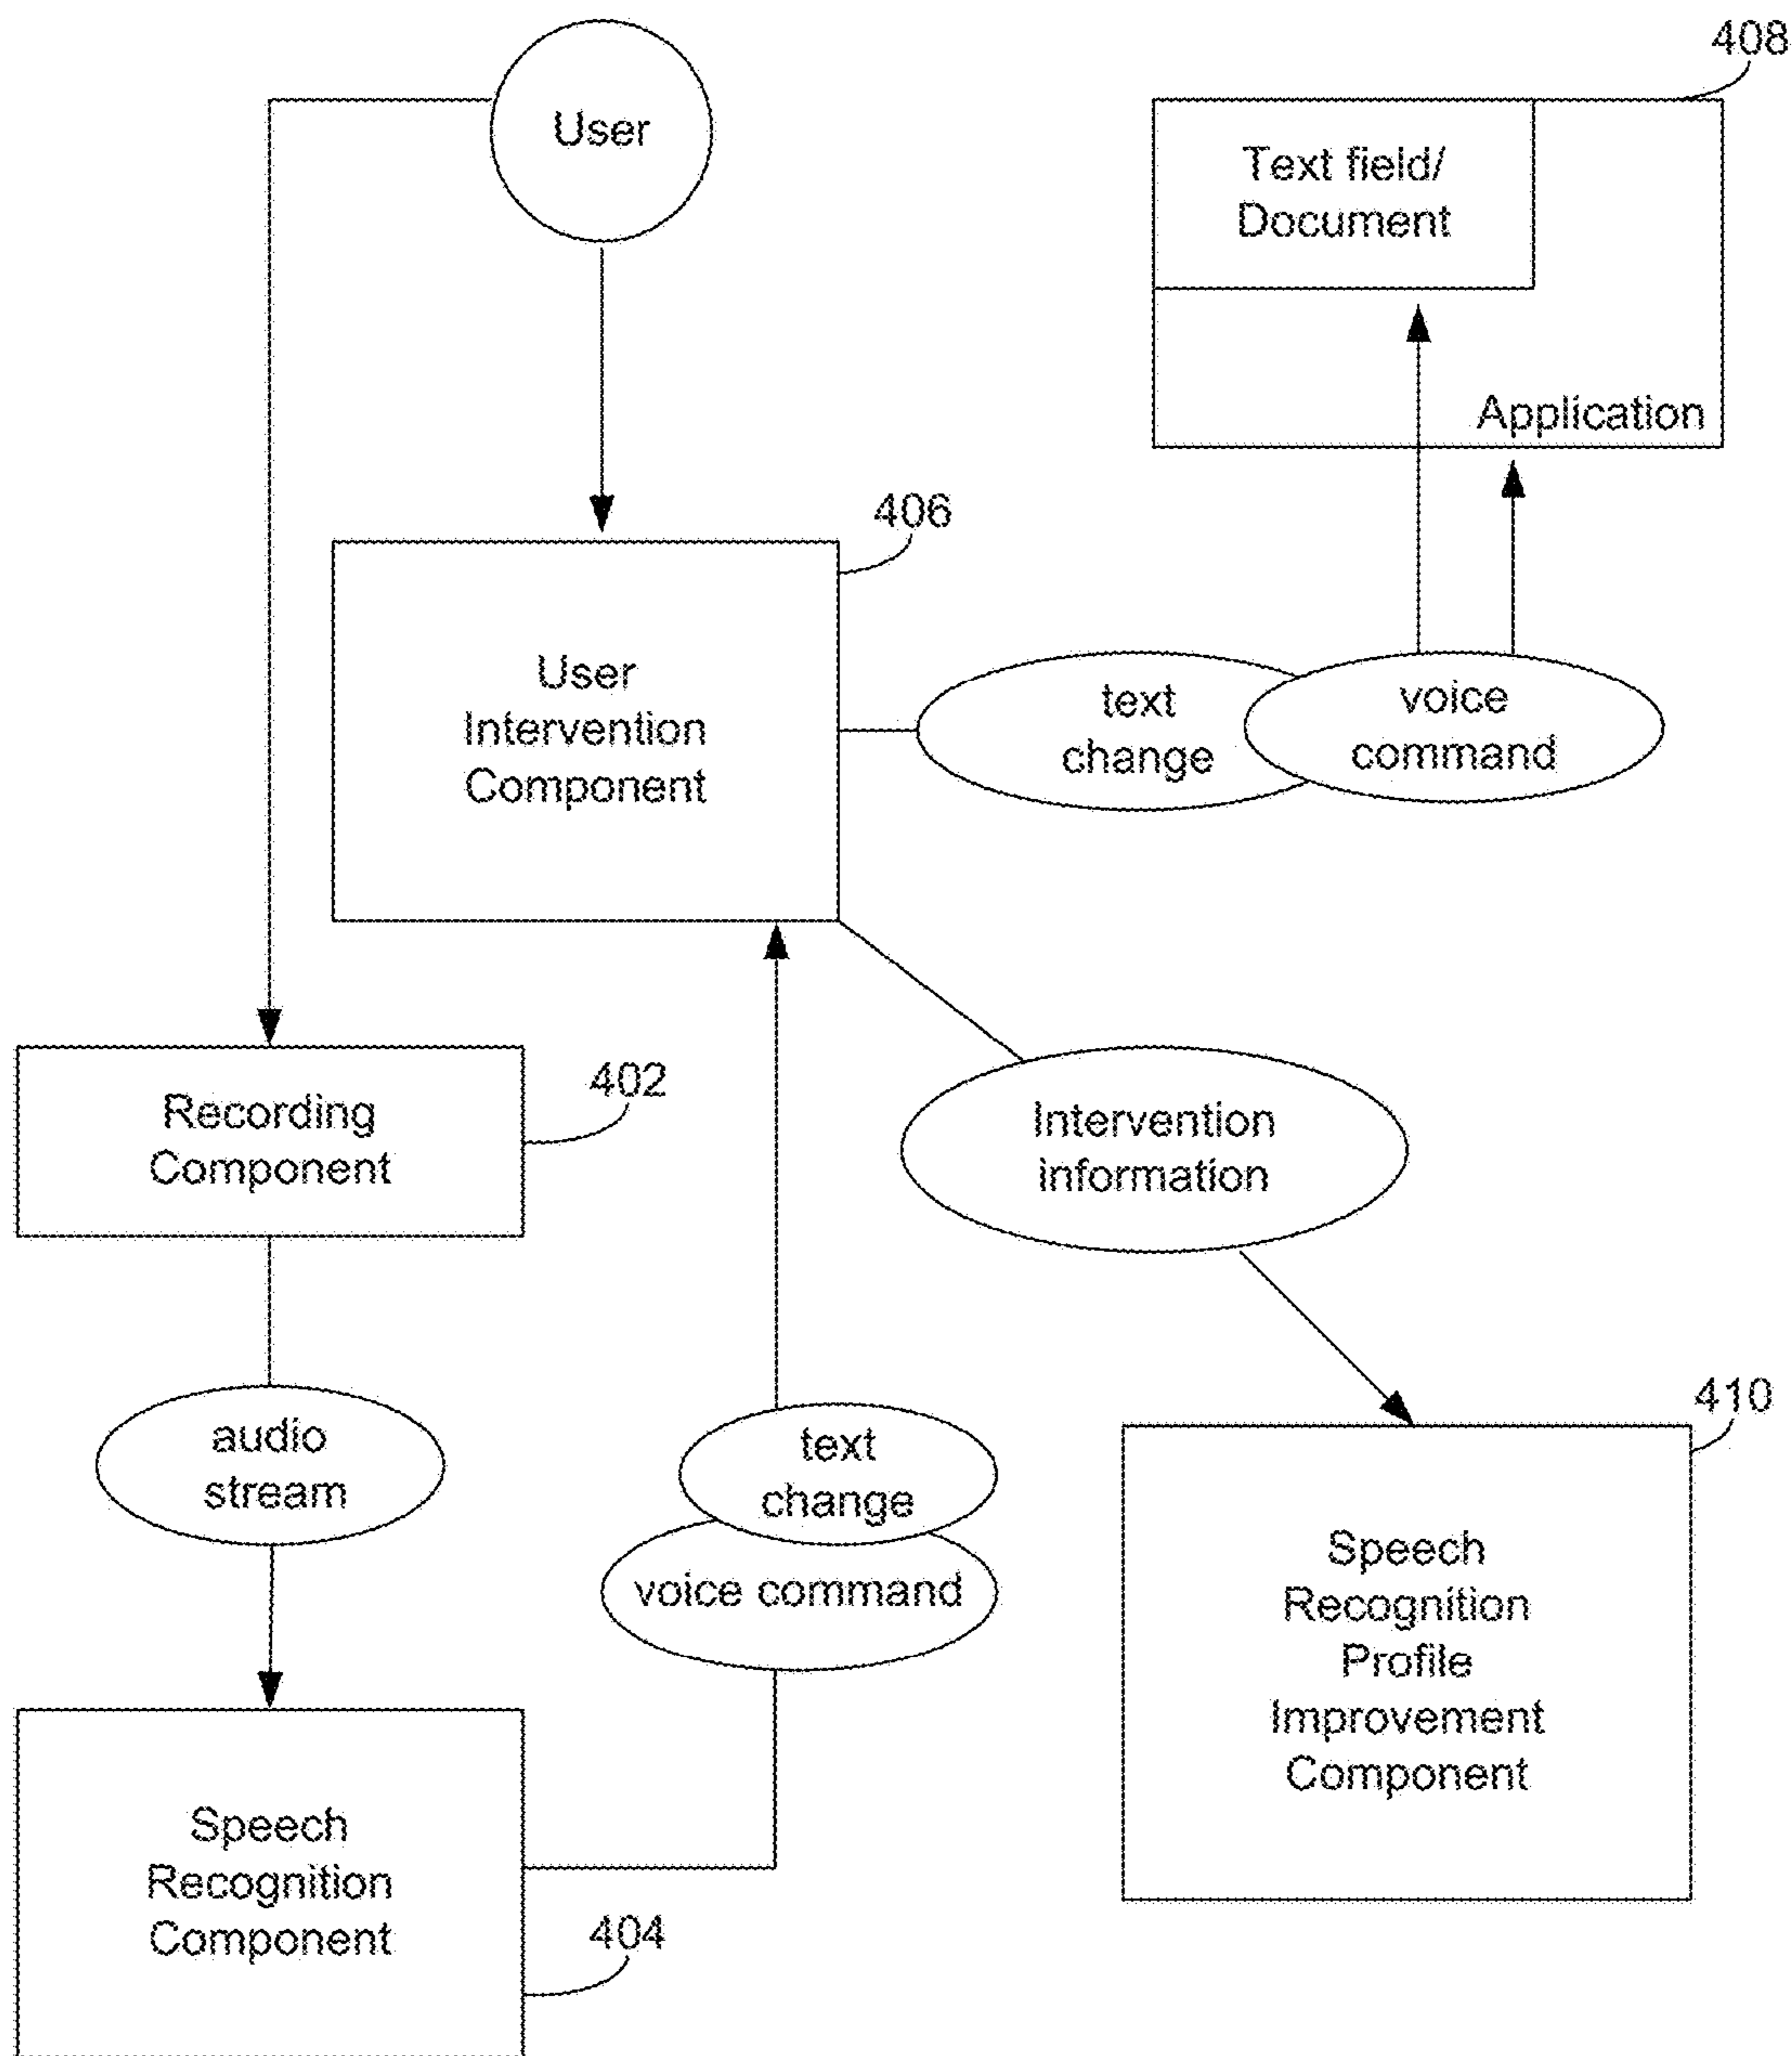 408
User
Text field/
Document
Application
406
User
Intervention
Component
text
change
voice
command
402
Recording
Component
Intervention
information
410
audio
stream
text
change
voice command
Speech
Recognition
Profile
Improvement
Component
Speech
Recognition
Component
404